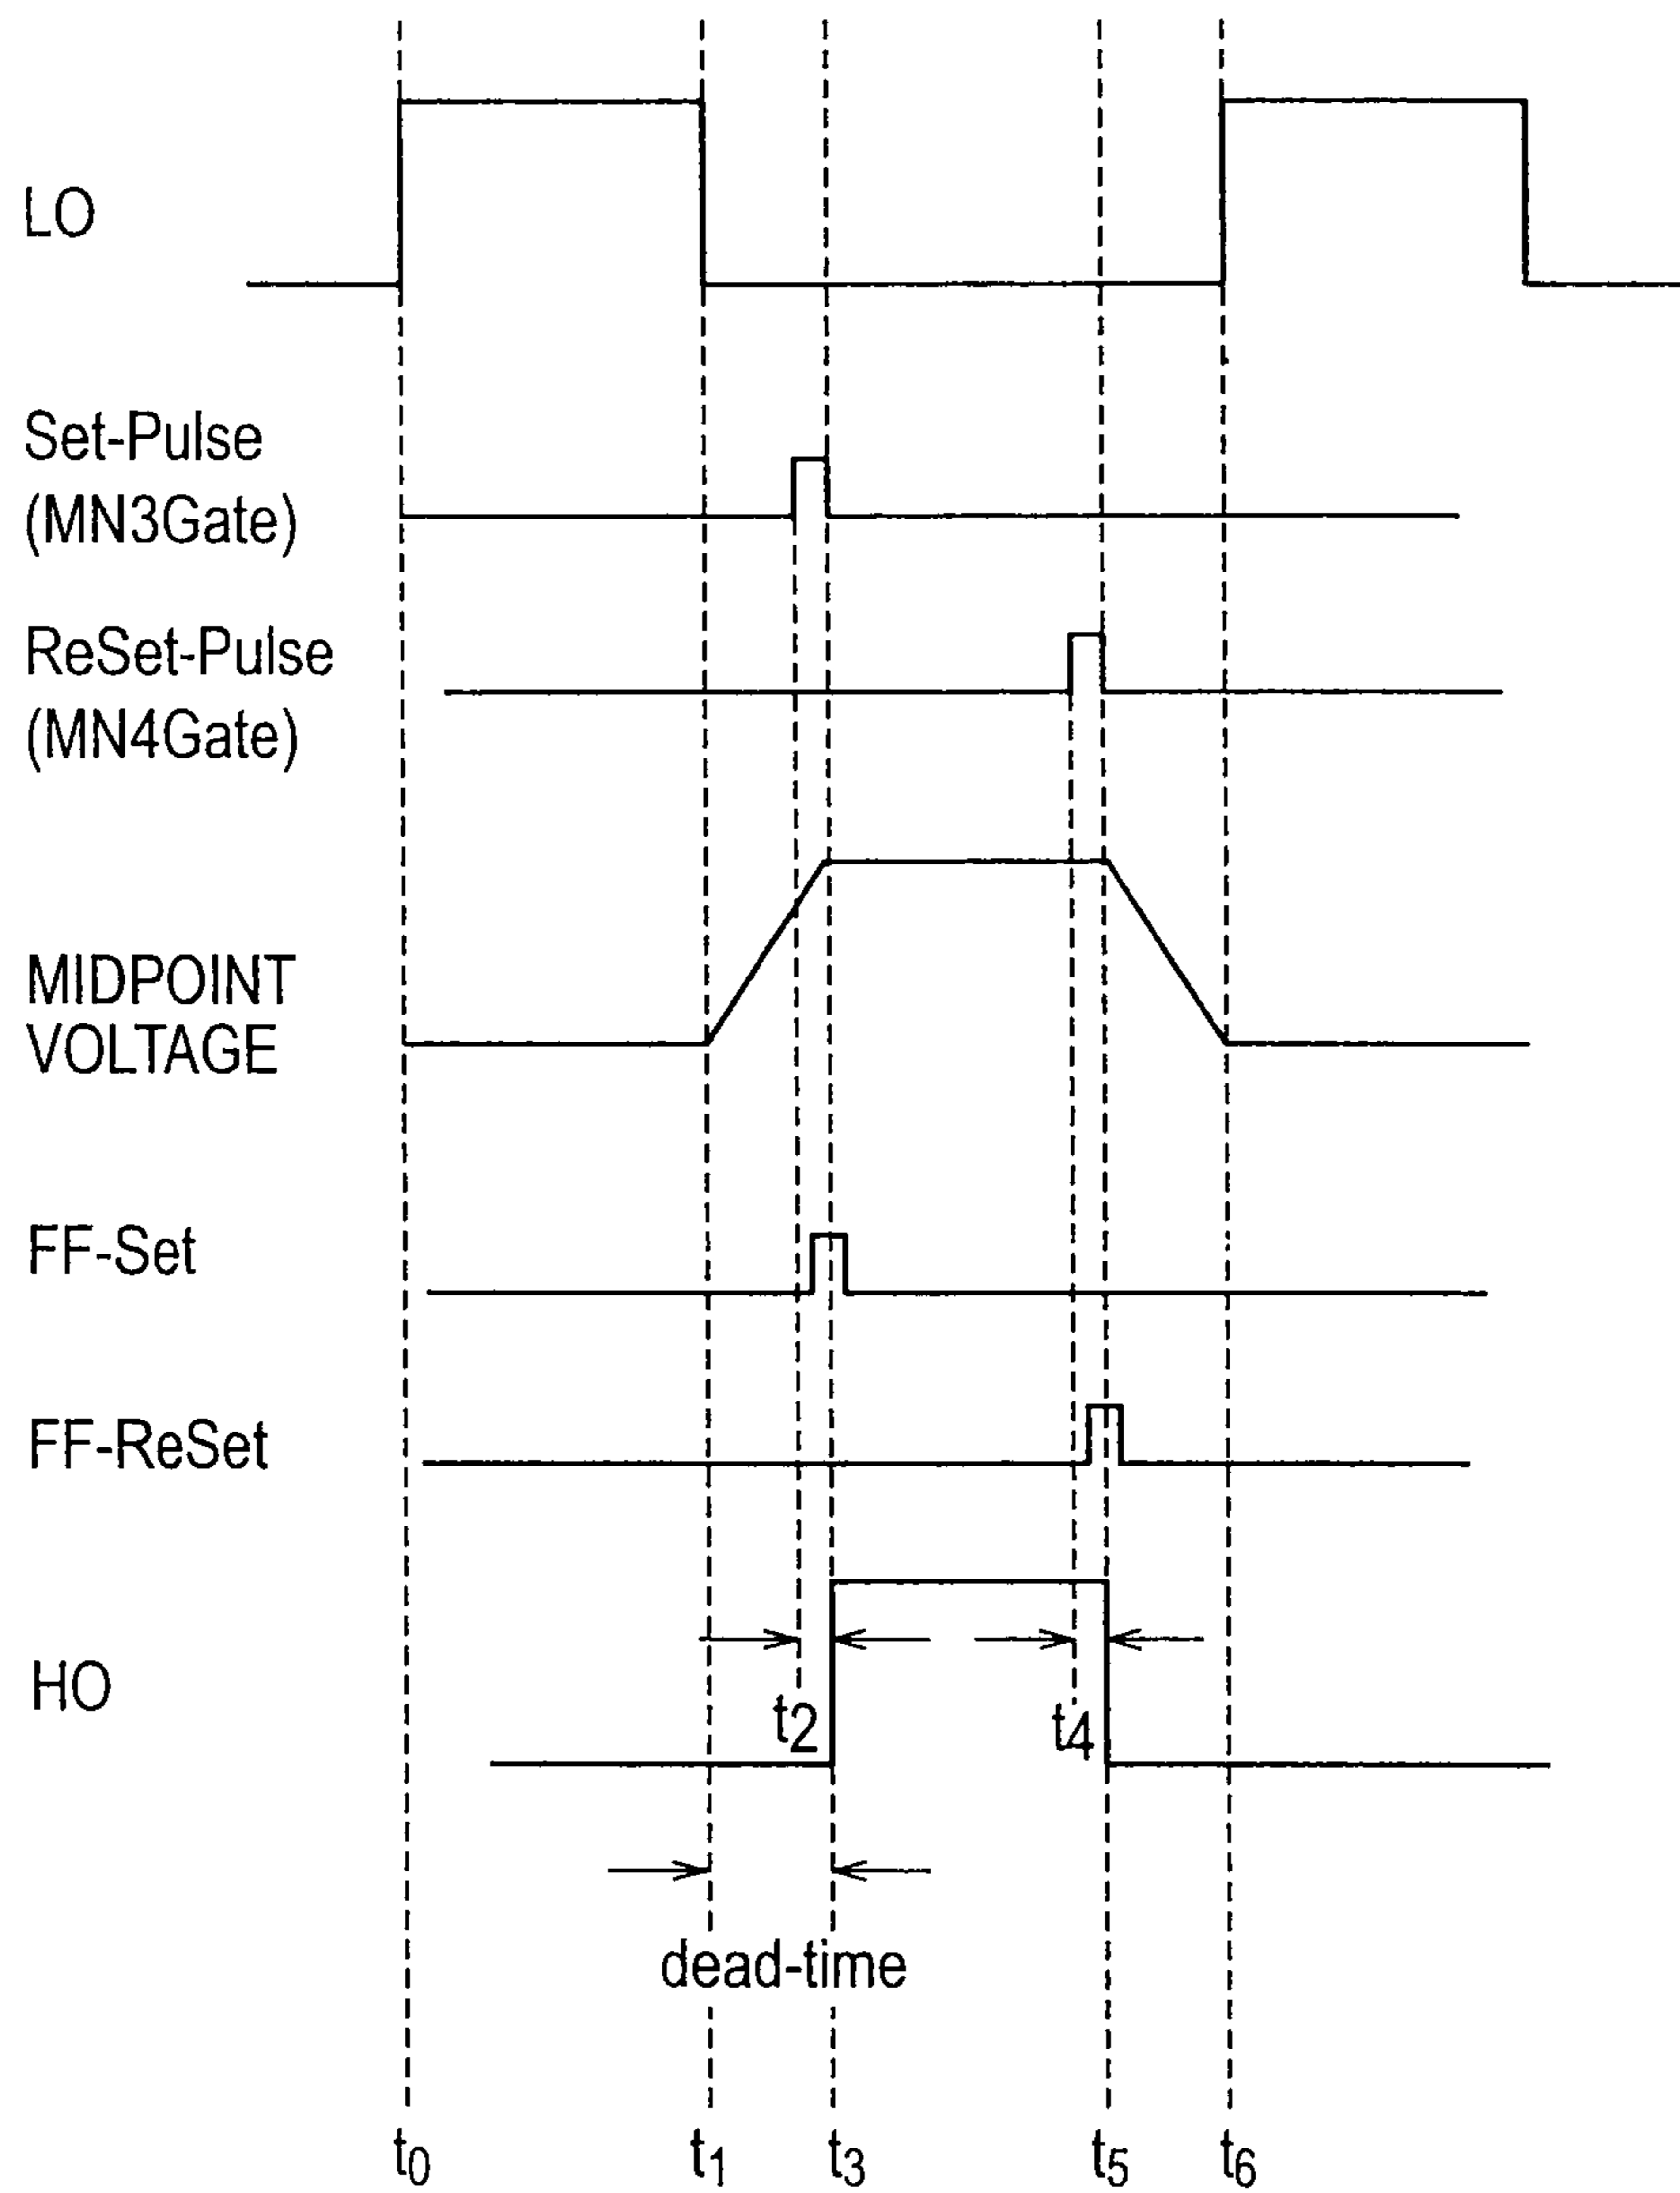 LO
Set-Pulse
(MN3Gate)
ReSet-Pulse
(MN4Gate)
MIDPOINT
VOLTAGE
FF-Set
FF-ReSet
HO
t2
t4
dead-time
t0 t1 t3 t5 t6